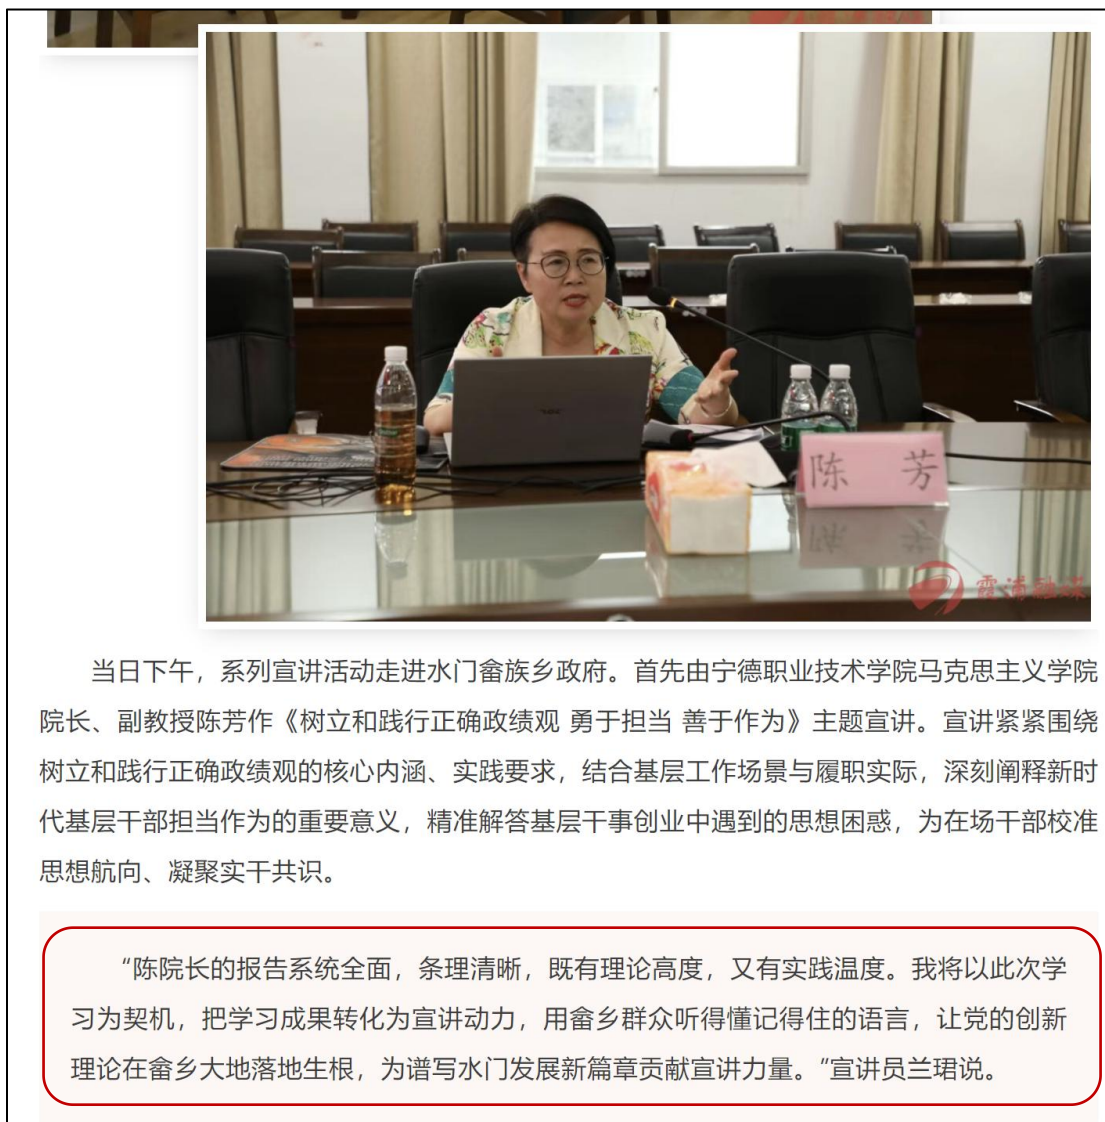 陈 芳
霞浦融媒
当日下午，系列宣讲活动走进水门畲族乡政府。首先由宁德职业技术学院马克思主义学院
院长、副教授陈芳作《树立和践行正确政绩观 勇于担当 善于作为》主题宣讲。宣讲紧紧围绕
树立和践行正确政绩观的核心内涵、实践要求，结合基层工作场景与履职实际，深刻阐释新时
代基层干部担当作为的重要意义，精准解答基层干事创业中遇到的思想困惑，为在场干部校准
思想航向、凝聚实干共识。
“陈院长的报告系统全面，条理清晰，既有理论高度，又有实践温度。我将以此次学
习为契机，把学习成果转化为宣讲动力，用畲乡群众听得懂记得住的语言，让党的创新
理论在畲乡大地落地生根，为谱写水门发展新篇章贡献宣讲力量。“宣讲员兰珺说。